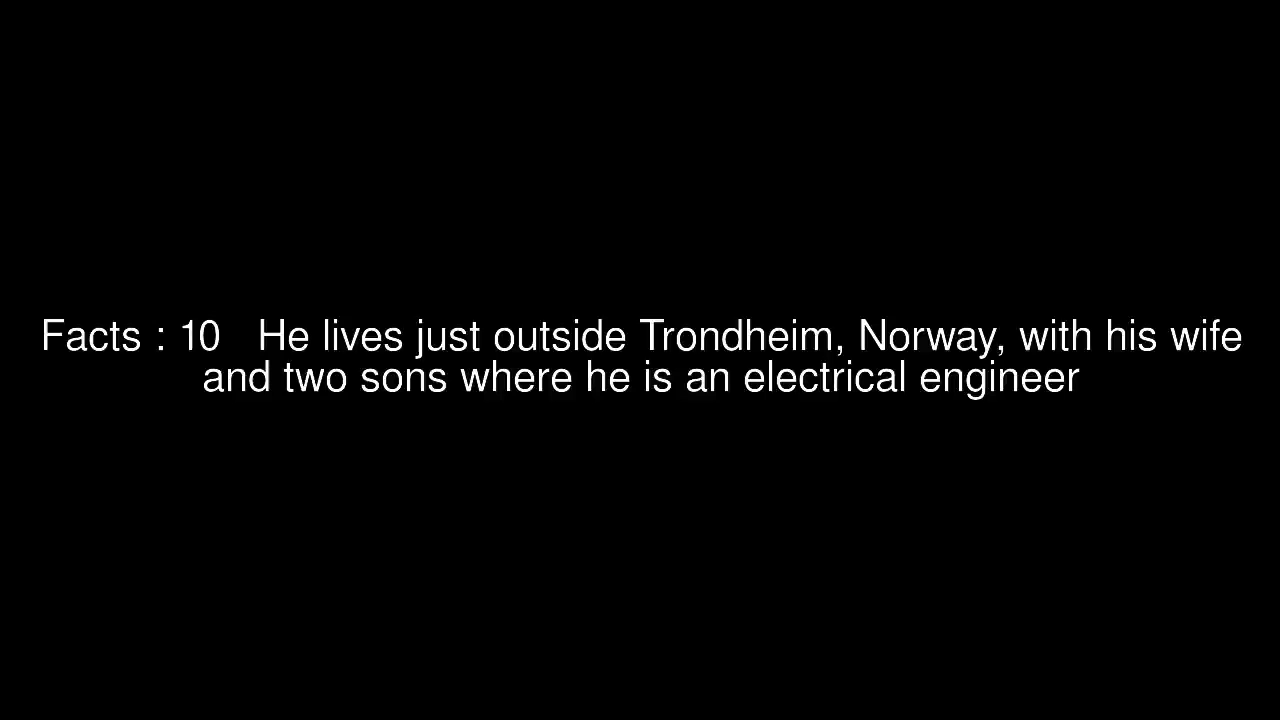 Facts : 10   He lives just outside Trondheim, Norway, with his wife
and two sons where he is an electrical engineer